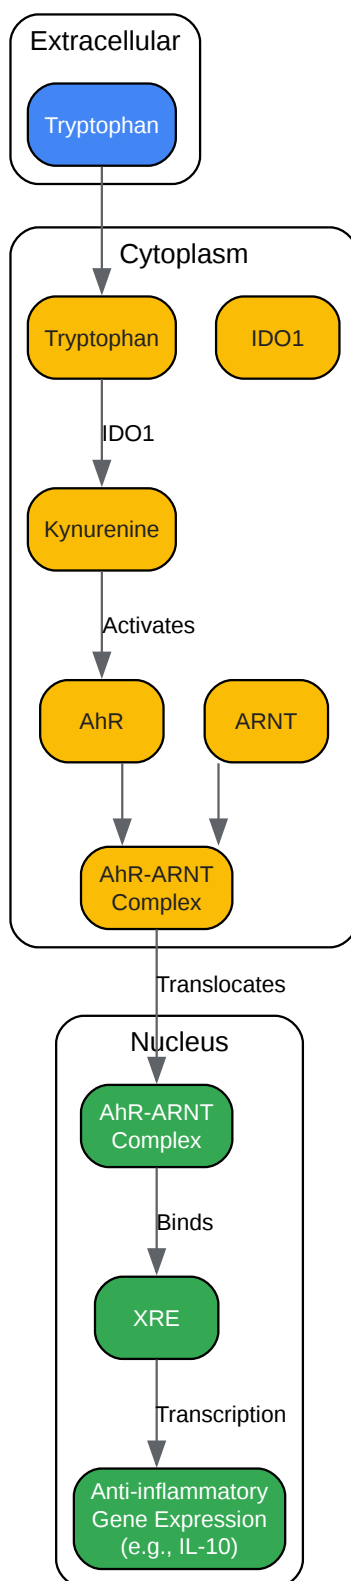 Extracellular
Tryptophan
Cytoplasm
Tryptophan
IDO1
IDO1
Kynurenine
Activates
AhR
ARNT
AhR-ARNT
Complex
Translocates
Nucleus
AhR-ARNT
Complex
Binds
XRE
Transcription
Anti-inflammatory
Gene Expression
(e.g., IL-10)